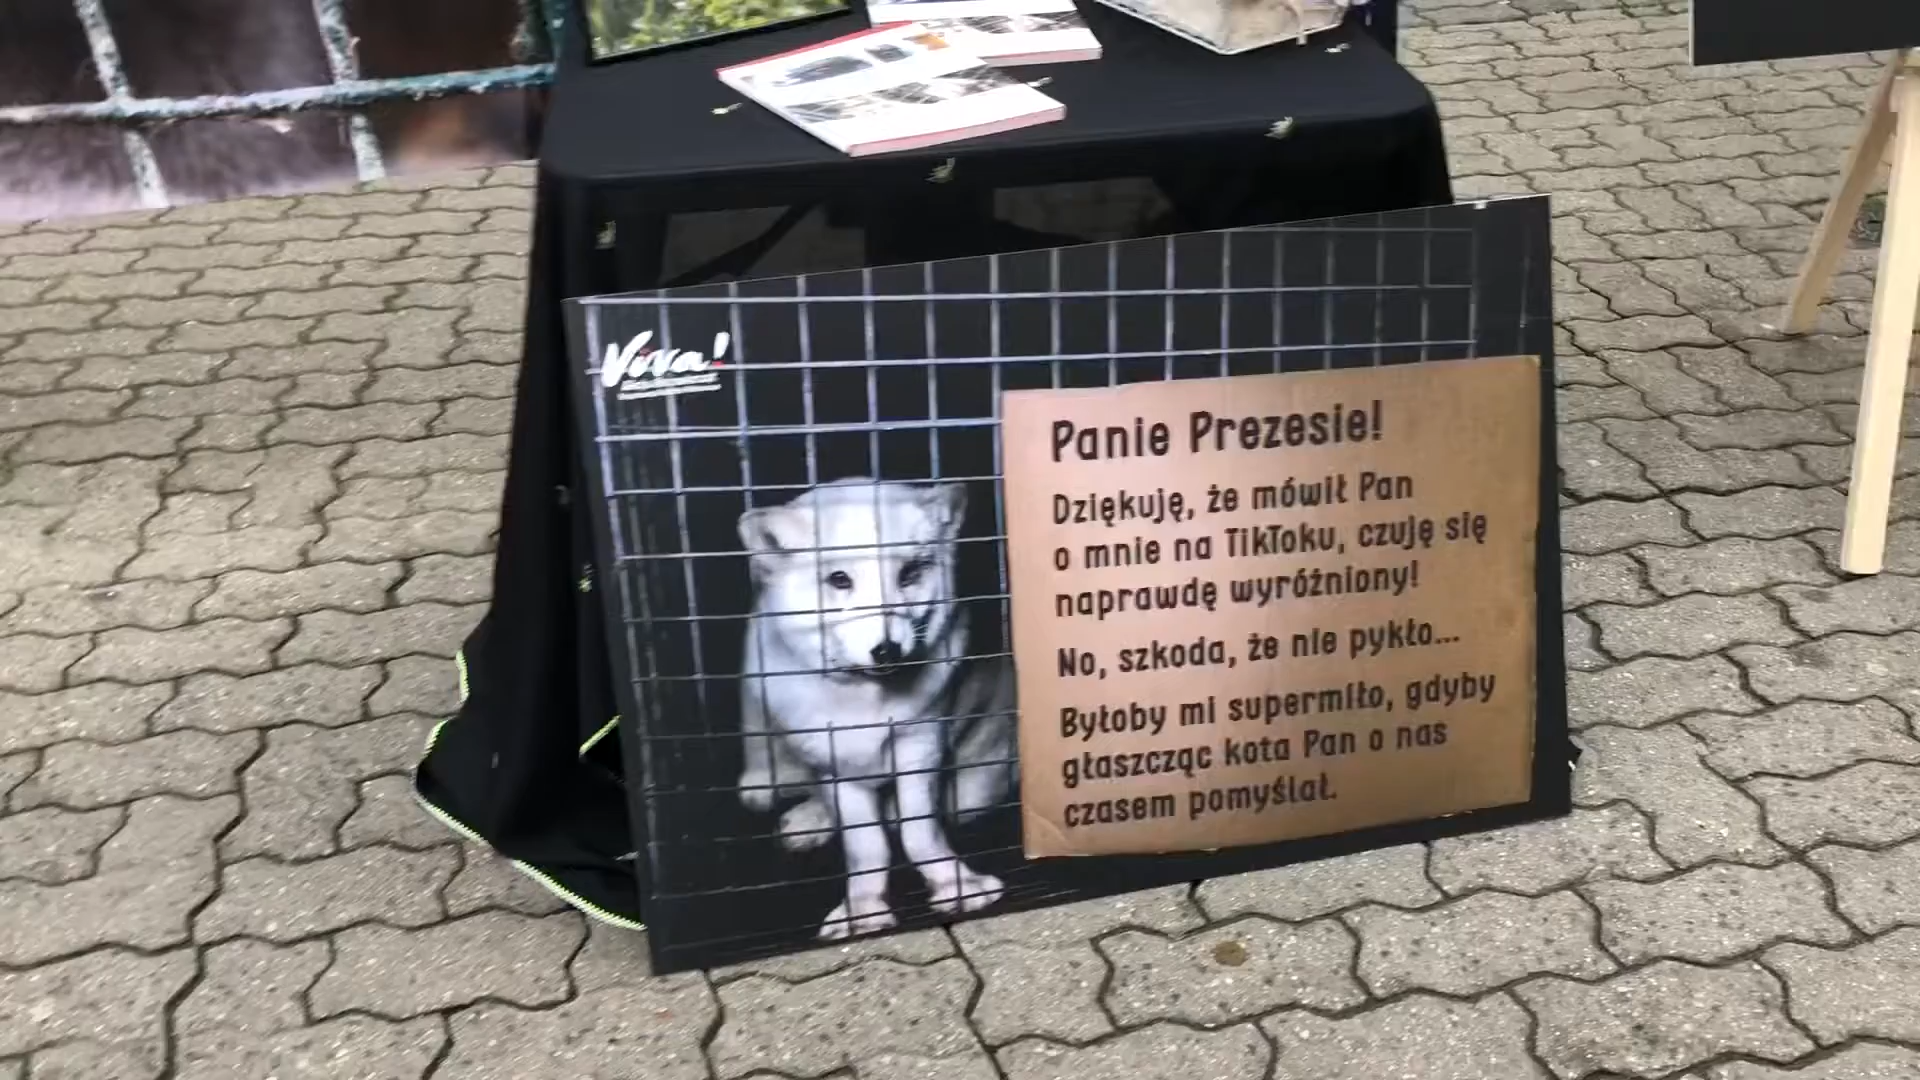 Viva!
Panie Prezesie!
Dziękuję, że mówił Pan
o mnie na TikToku, czuję się
naprawdę wyróżniony!
No, szkoda, że nie pykło...
Byłoby mi supermiło, gdyby
głaszcząc kota Pan o nas
czasem pomyślał.